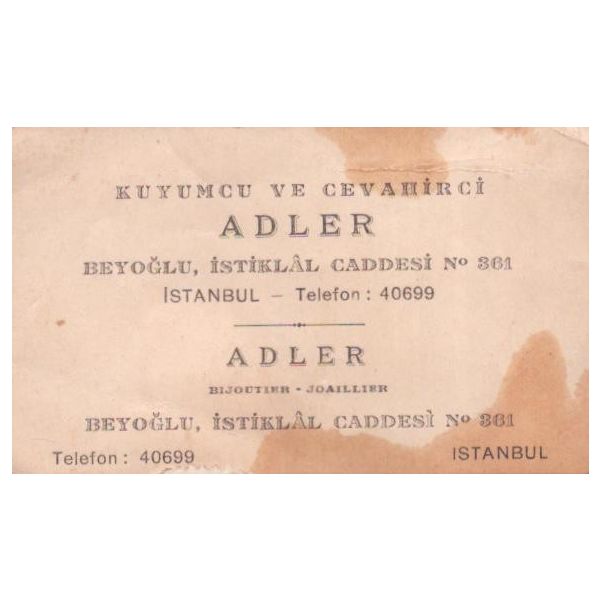 KUYUMCU VE CEVAHİRCİ
ADLER
BEYOĞLU, İSTİKLÂL CADDESİ No 361
İSTANBUL – Telefon : 40699
ADLER
BIJOUTIER - JOAILLIER
BEYOĞLU, İSTİKLÂL CADDESİ No 361
Telefon : 40699 ISTANBUL